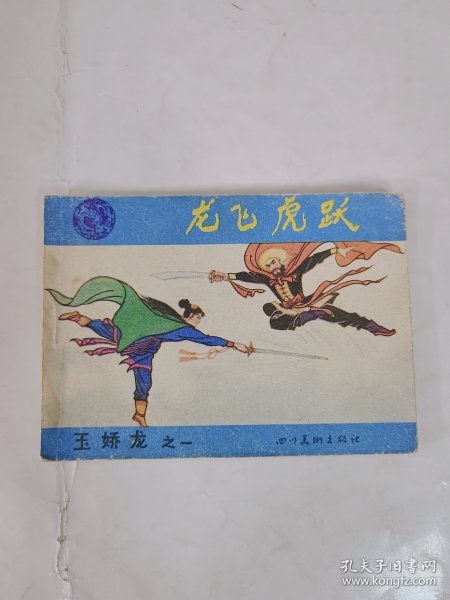 龙飞虎跃
玉娇龙 之一
四川美術出版社
孔夫子旧书网
www.kongfz.com